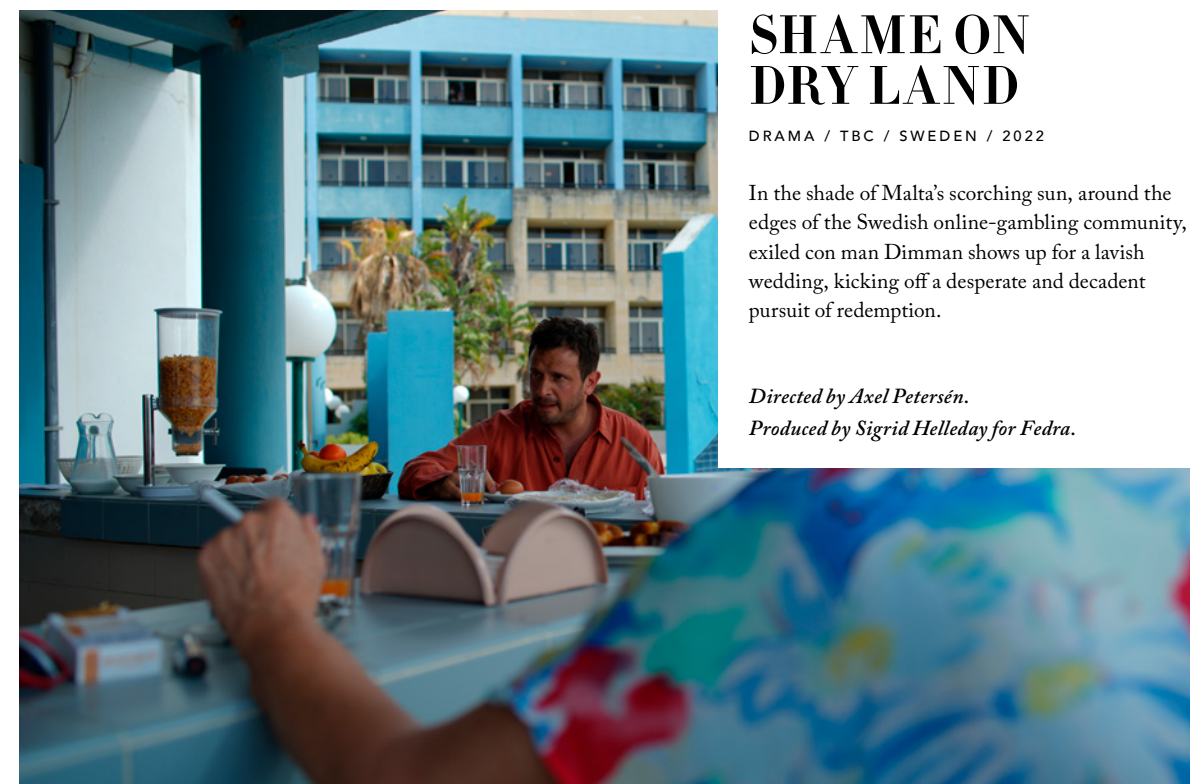 SHAME ON
DRY LAND
DRAMA / TBC / SWEDEN / 2022
In the shade of Malta’s scorching sun, around the
edges of the Swedish online-gambling community,
exiled con man Dimman shows up for a lavish
wedding, kicking off a desperate and decadent
pursuit of redemption.
Directed by Axel Petersén.
Produced by Sigrid Helleday for Fedra.